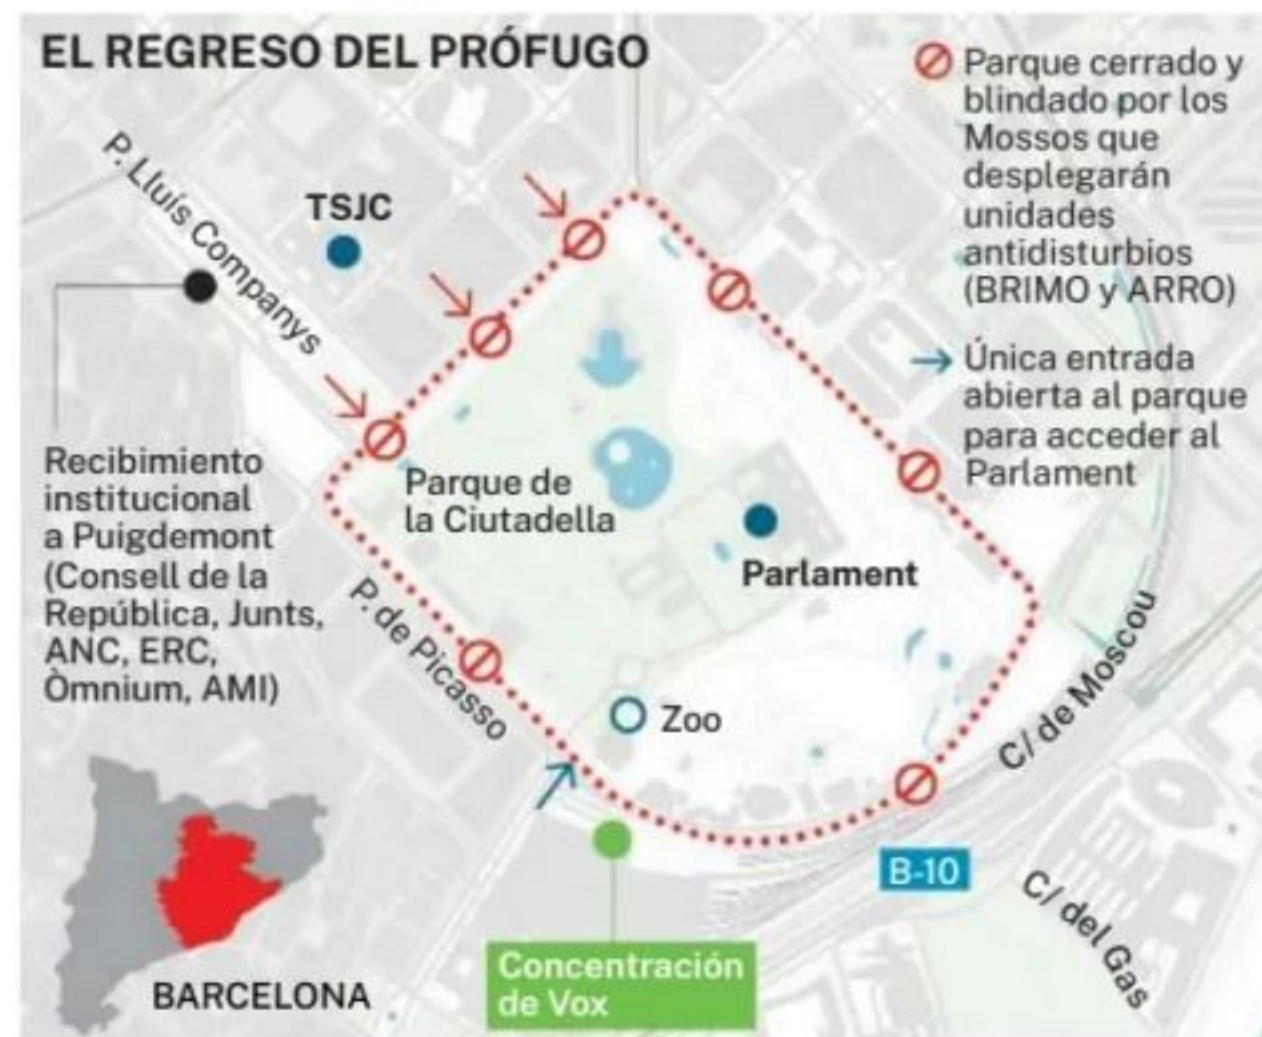 EL REGRESO DEL PRÓFUGO
Parque cerrado y
blindado por los
Mossos que
desplegarán
unidades
antidisturbios
(BRIMO y ARRO)
Única entrada
abierta al parque
para acceder al
Parlament
P. Lluís Companys
TSJC
Recibimiento
institucional
a Puigdemont
(Consell de la
República, Junts,
ANC, ERC,
Òmnium, AMI)
Parque de
la Ciutadella
Parlament
P. de Picasso
Zoo
C/ de Moscou
B-10
C/ del Gas
Concentración
de Vox
BARCELONA